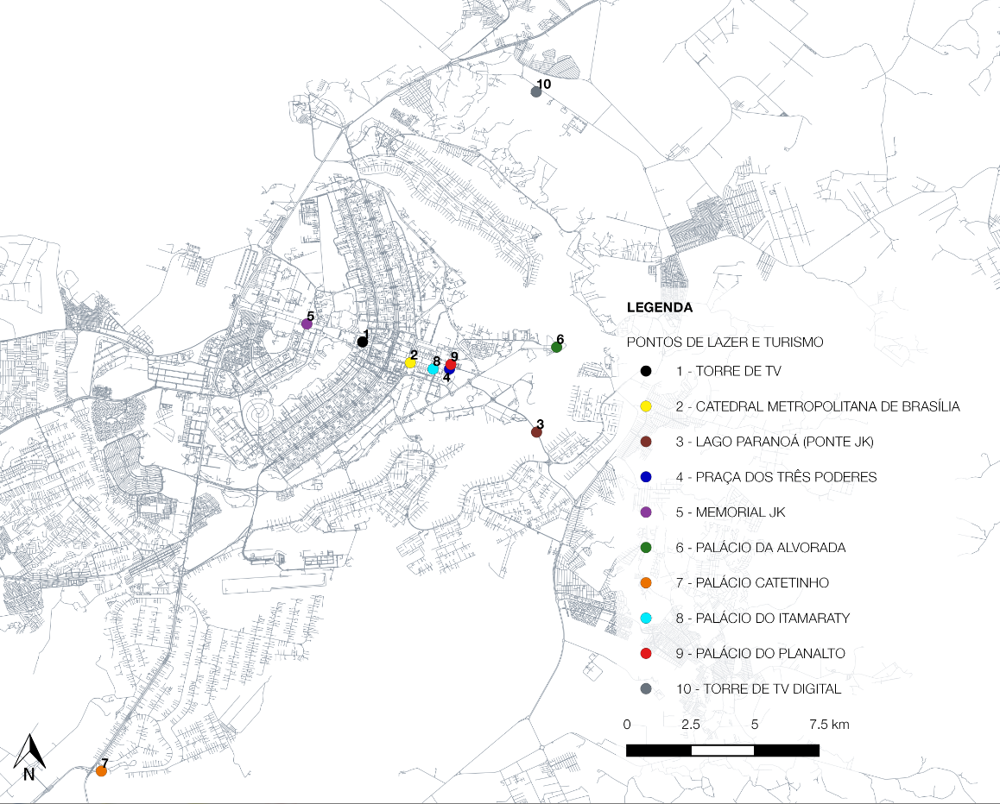 10
5
1
6
2
8
9
4
3
7
N
LEGENDA
PONTOS DE LAZER E TURISMO
1 - TORRE DE TV
2 - CATEDRAL METROPOLITANA DE BRASÍLIA
3 - LAGO PARANOÁ (PONTE JK)
4 - PRAÇA DOS TRÊS PODERES
5 - MEMORIAL JK
6 - PALÁCIO DA ALVORADA
7 - PALÁCIO CATETINHO
8 - PALÁCIO DO ITAMARATY
9 - PALÁCIO DO PLANALTO
10 - TORRE DE TV DIGITAL
0 2.5 5 7.5 km